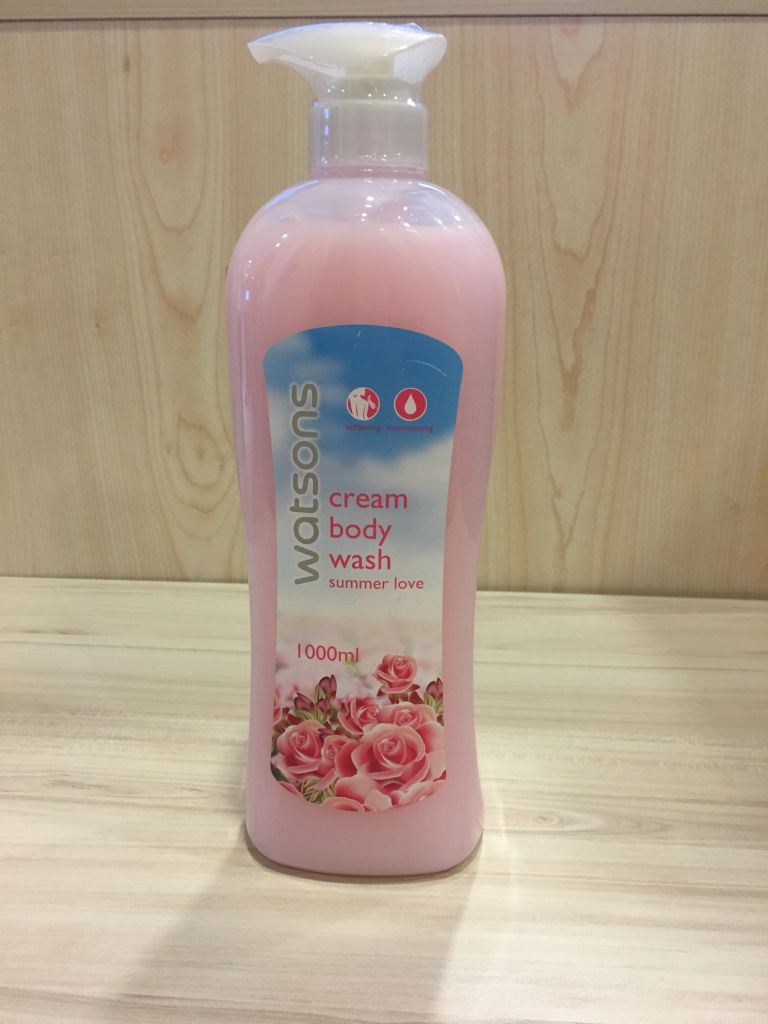 softening moisturising
watsons
cream
body
wash
summer love
1000ml